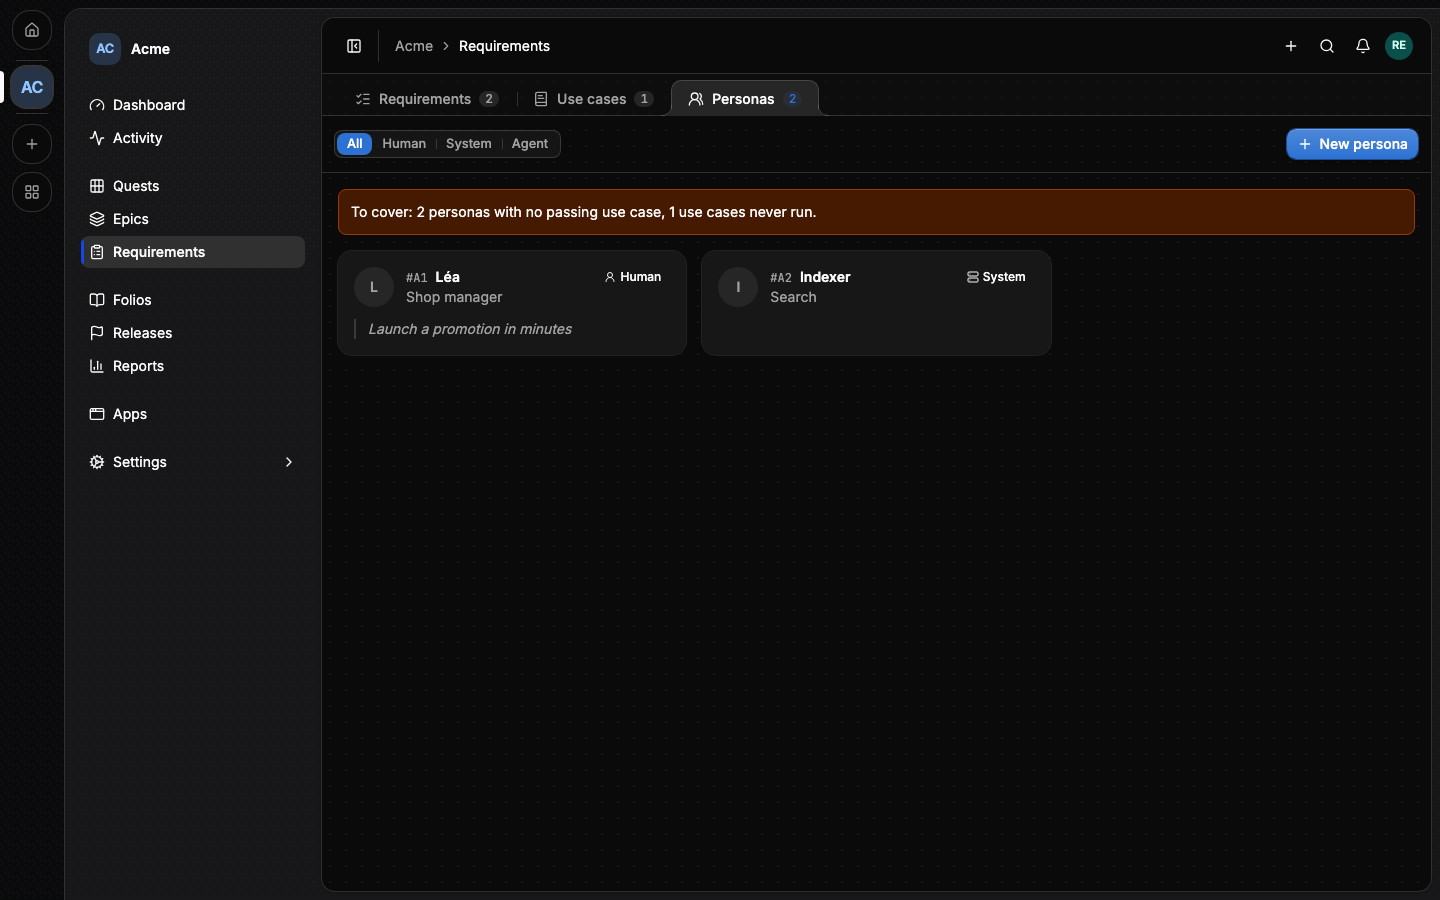 AC Acme
AC
Dashboard
Activity
Quests
Epics
Requirements
Folios
Releases
Reports
Apps
Settings
Acme > Requirements
RE
Requirements 2
Use cases 1
Personas 2
All Human System Agent
+ New persona
To cover: 2 personas with no passing use case, 1 use cases never run.
L
#A1 Léa
Human
Shop manager
Launch a promotion in minutes
I
#A2 Indexer
System
Search